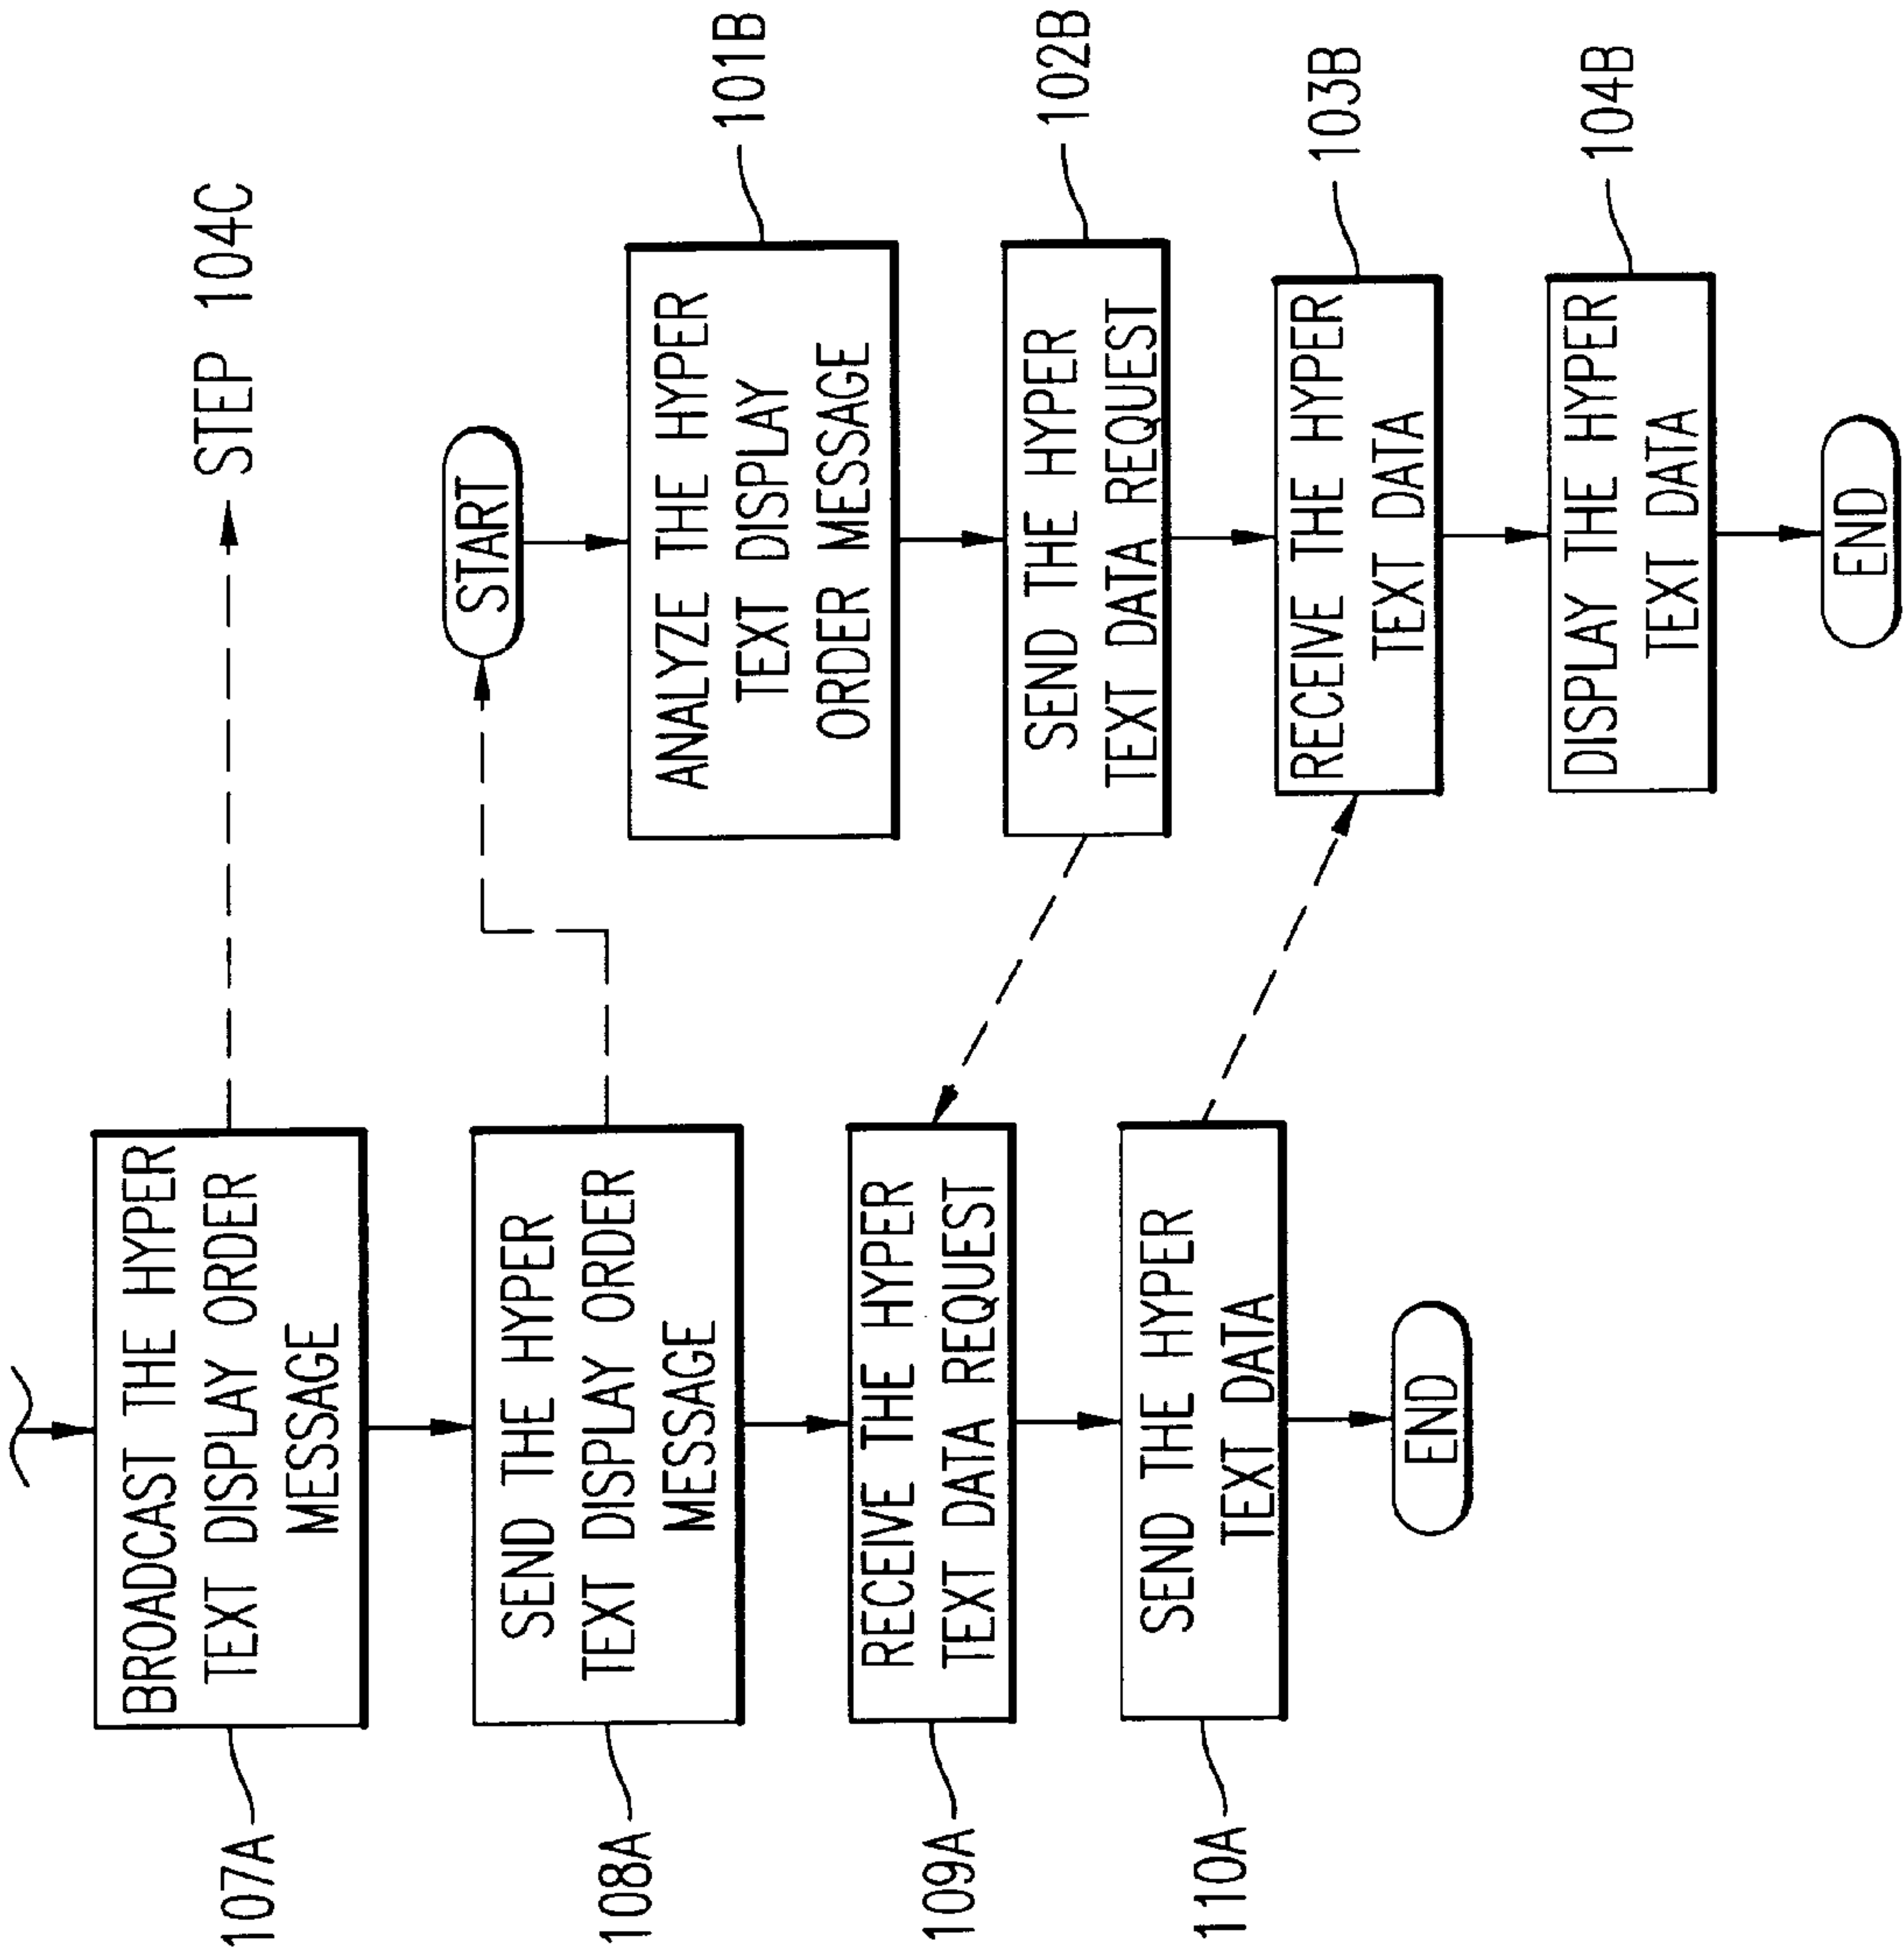 107A
BROADCAST THE HYPER
TEXT DISPLAY ORDER
MESSAGE
STEP 104C
108A
SEND THE HYPER
TEXT DISPLAY ORDER
MESSAGE
109A
RECEIVE THE HYPER
TEXT DATA REQUEST
110A
SEND THE HYPER
TEXT DATA
END
START
ANALYZE THE HYPER
TEXT DISPLAY
ORDER MESSAGE
101B
SEND THE HYPER
TEXT DATA REQUEST
102B
RECEIVE THE HYPER
TEXT DATA
103B
DISPLAY THE HYPER
TEXT DATA
104B
END